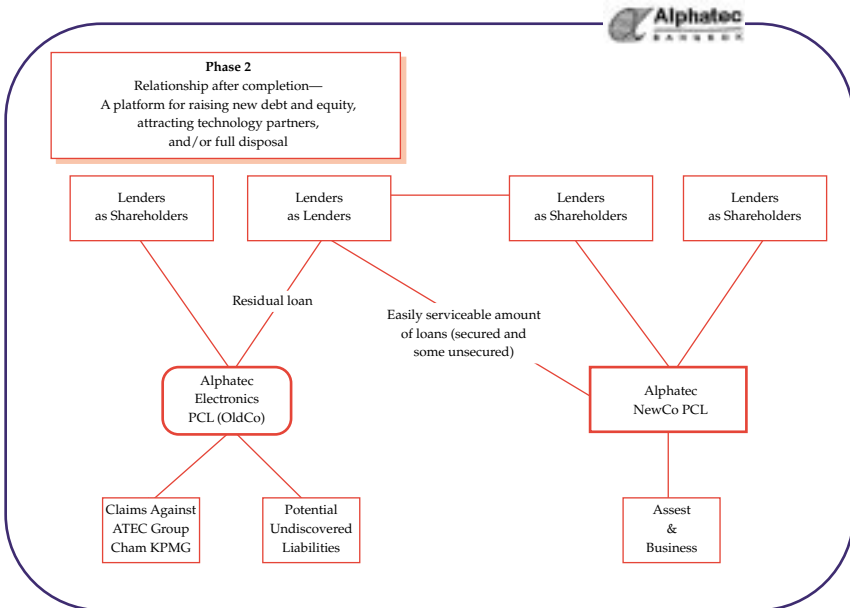 Alphatec
BANGKOK
Phase 2
Relationship after completion—
A platform for raising new debt and equity,
attracting technology partners,
and/or full disposal
Lenders
as Shareholders
Lenders
as Lenders
Lenders
as Shareholders
Lenders
as Shareholders
Residual loan
Easily serviceable amount
of loans (secured and
some unsecured)
Alphatec
Electronics
PCL (OldCo)
Alphatec
NewCo PCL
Claims Against
ATEC Group
Cham KPMG
Potential
Undiscovered
Liabilities
Assest
&
Business